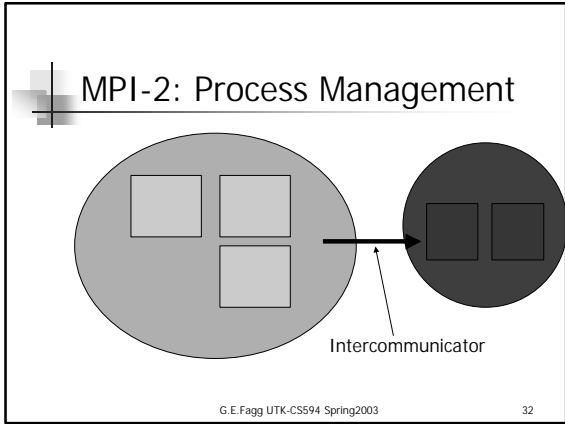 MPI-2: Process Management
Intercommunicator
G.E.Fagg UTK-CS594 Spring2003
32